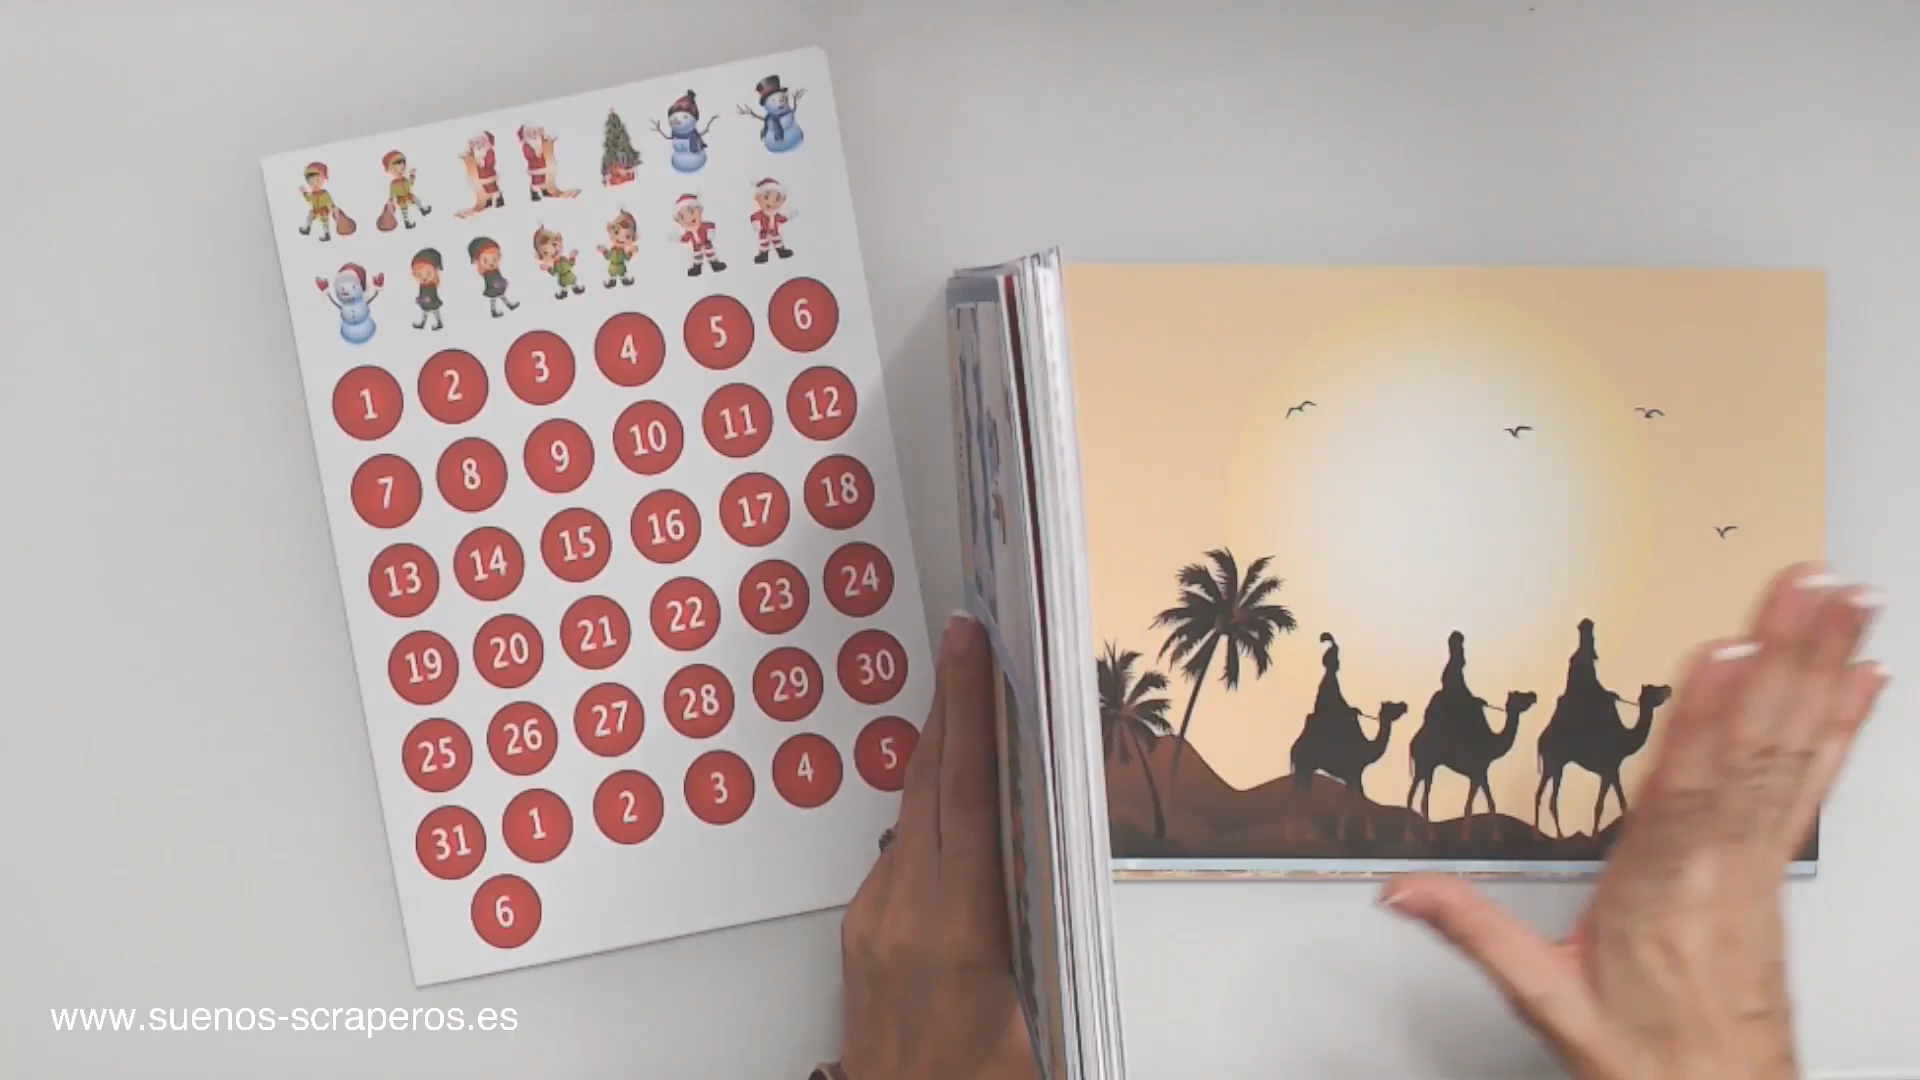 1 2 3 4 5 6
7 8 9 10 11 12
13 14 15 16 17 18
19 20 21 22 23 24
25 26 27 28 29 30
31 1 2 3 4 5
6
www.suenos-scraperos.es